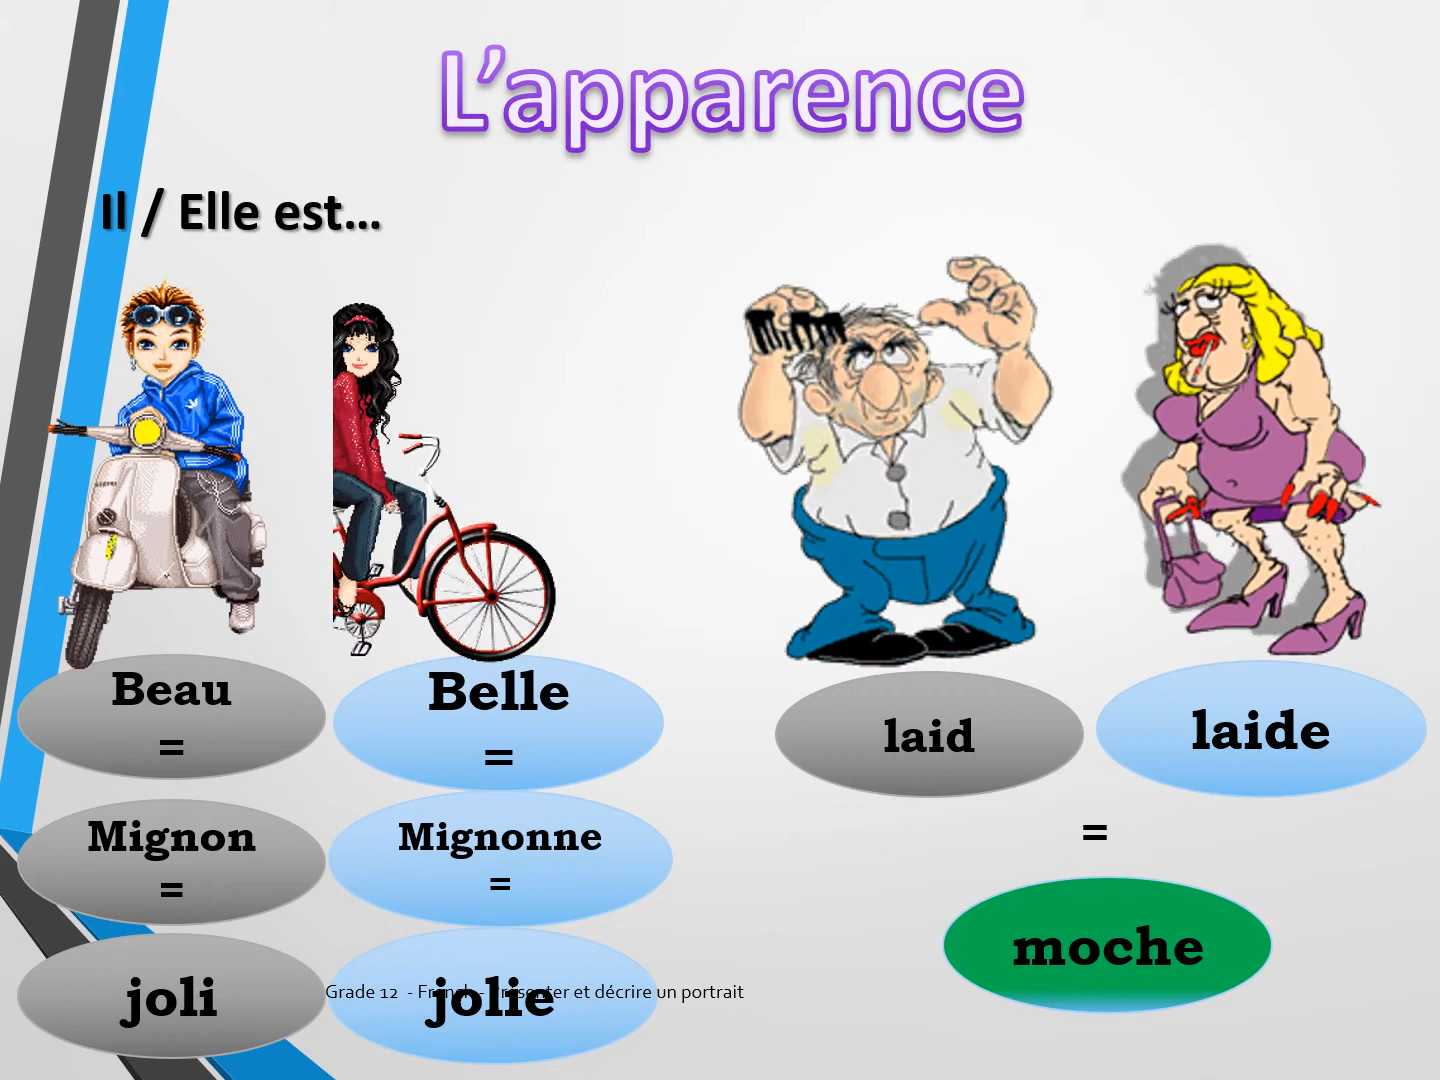 L'apparence
Il / Elle est...
Beau
=
Belle
=
laid
laide
=
Mignon
=
Mignonne
=
moche
joli
jolie
Grade 12 - French - Présenter et décrire un portrait